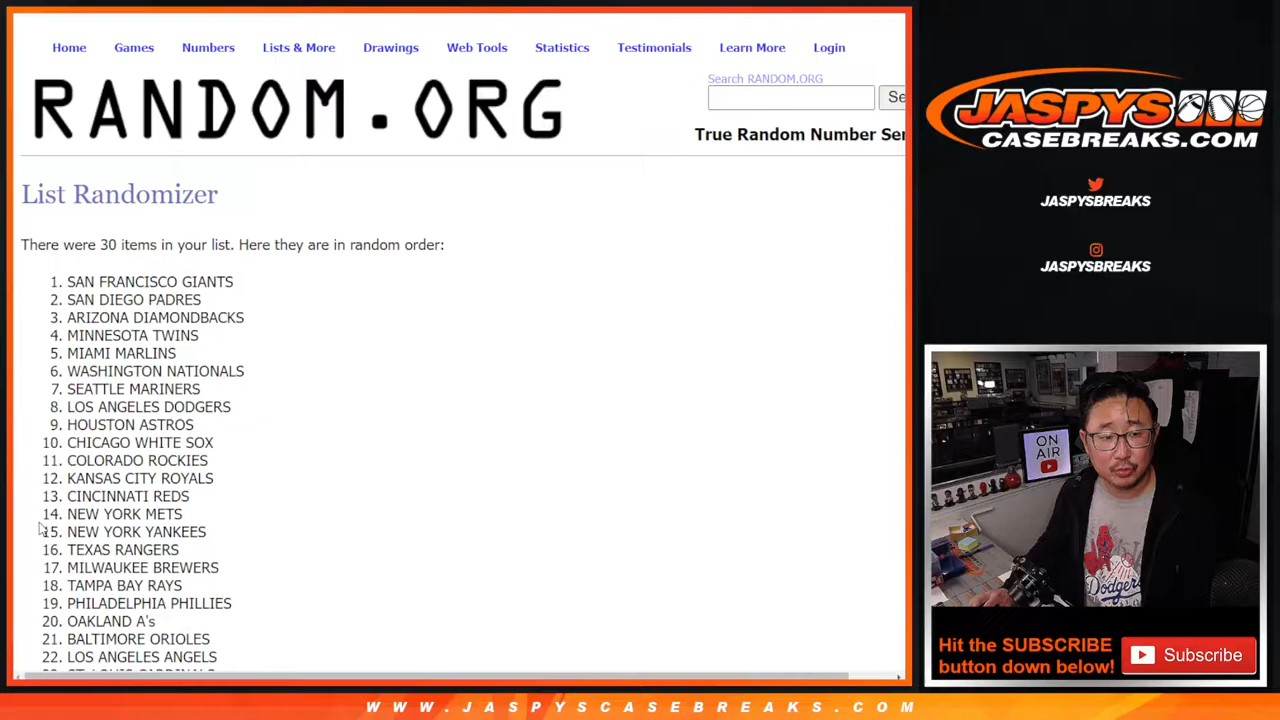 Home Games Numbers Lists & More Drawings Web Tools Statistics Testimonials Learn More Login
Search RANDOM.ORG
RANDOM.ORG
Se
True Random Number Ser
List Randomizer
There were 30 items in your list. Here they are in random order:
1. SAN FRANCISCO GIANTS
2. SAN DIEGO PADRES
3. ARIZONA DIAMONDBACKS
4. MINNESOTA TWINS
5. MIAMI MARLINS
6. WASHINGTON NATIONALS
7. SEATTLE MARINERS
8. LOS ANGELES DODGERS
9. HOUSTON ASTROS
10. CHICAGO WHITE SOX
11. COLORADO ROCKIES
12. KANSAS CITY ROYALS
13. CINCINNATI REDS
14. NEW YORK METS
15. NEW YORK YANKEES
16. TEXAS RANGERS
17. MILWAUKEE BREWERS
18. TAMPA BAY RAYS
19. PHILADELPHIA PHILLIES
20. OAKLAND A's
21. BALTIMORE ORIOLES
22. LOS ANGELES ANGELS
JASPYS
CASEBREAKS.COM
JASPYSBREAKS
JASPYSBREAKS
ON
AIR
Dodgers
Hit the SUBSCRIBE
button down below!
Subscribe
WWW.JASPYSCASEBREAKS.COM